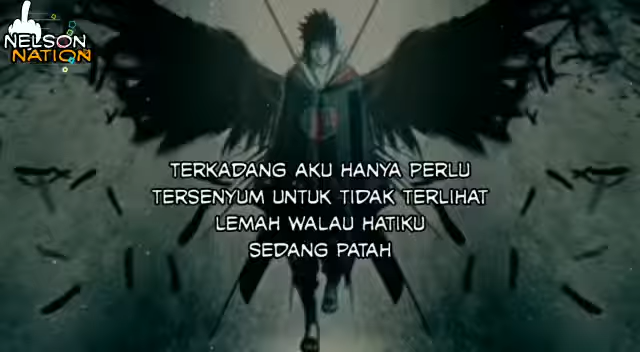 NELSON
NATION
TERKADANG AKU HANYA PERLU
TERSENYUM UNTUK TIDAK TERLIHAT
LEMAH WALAU HATIKU
SEDANG PATAH